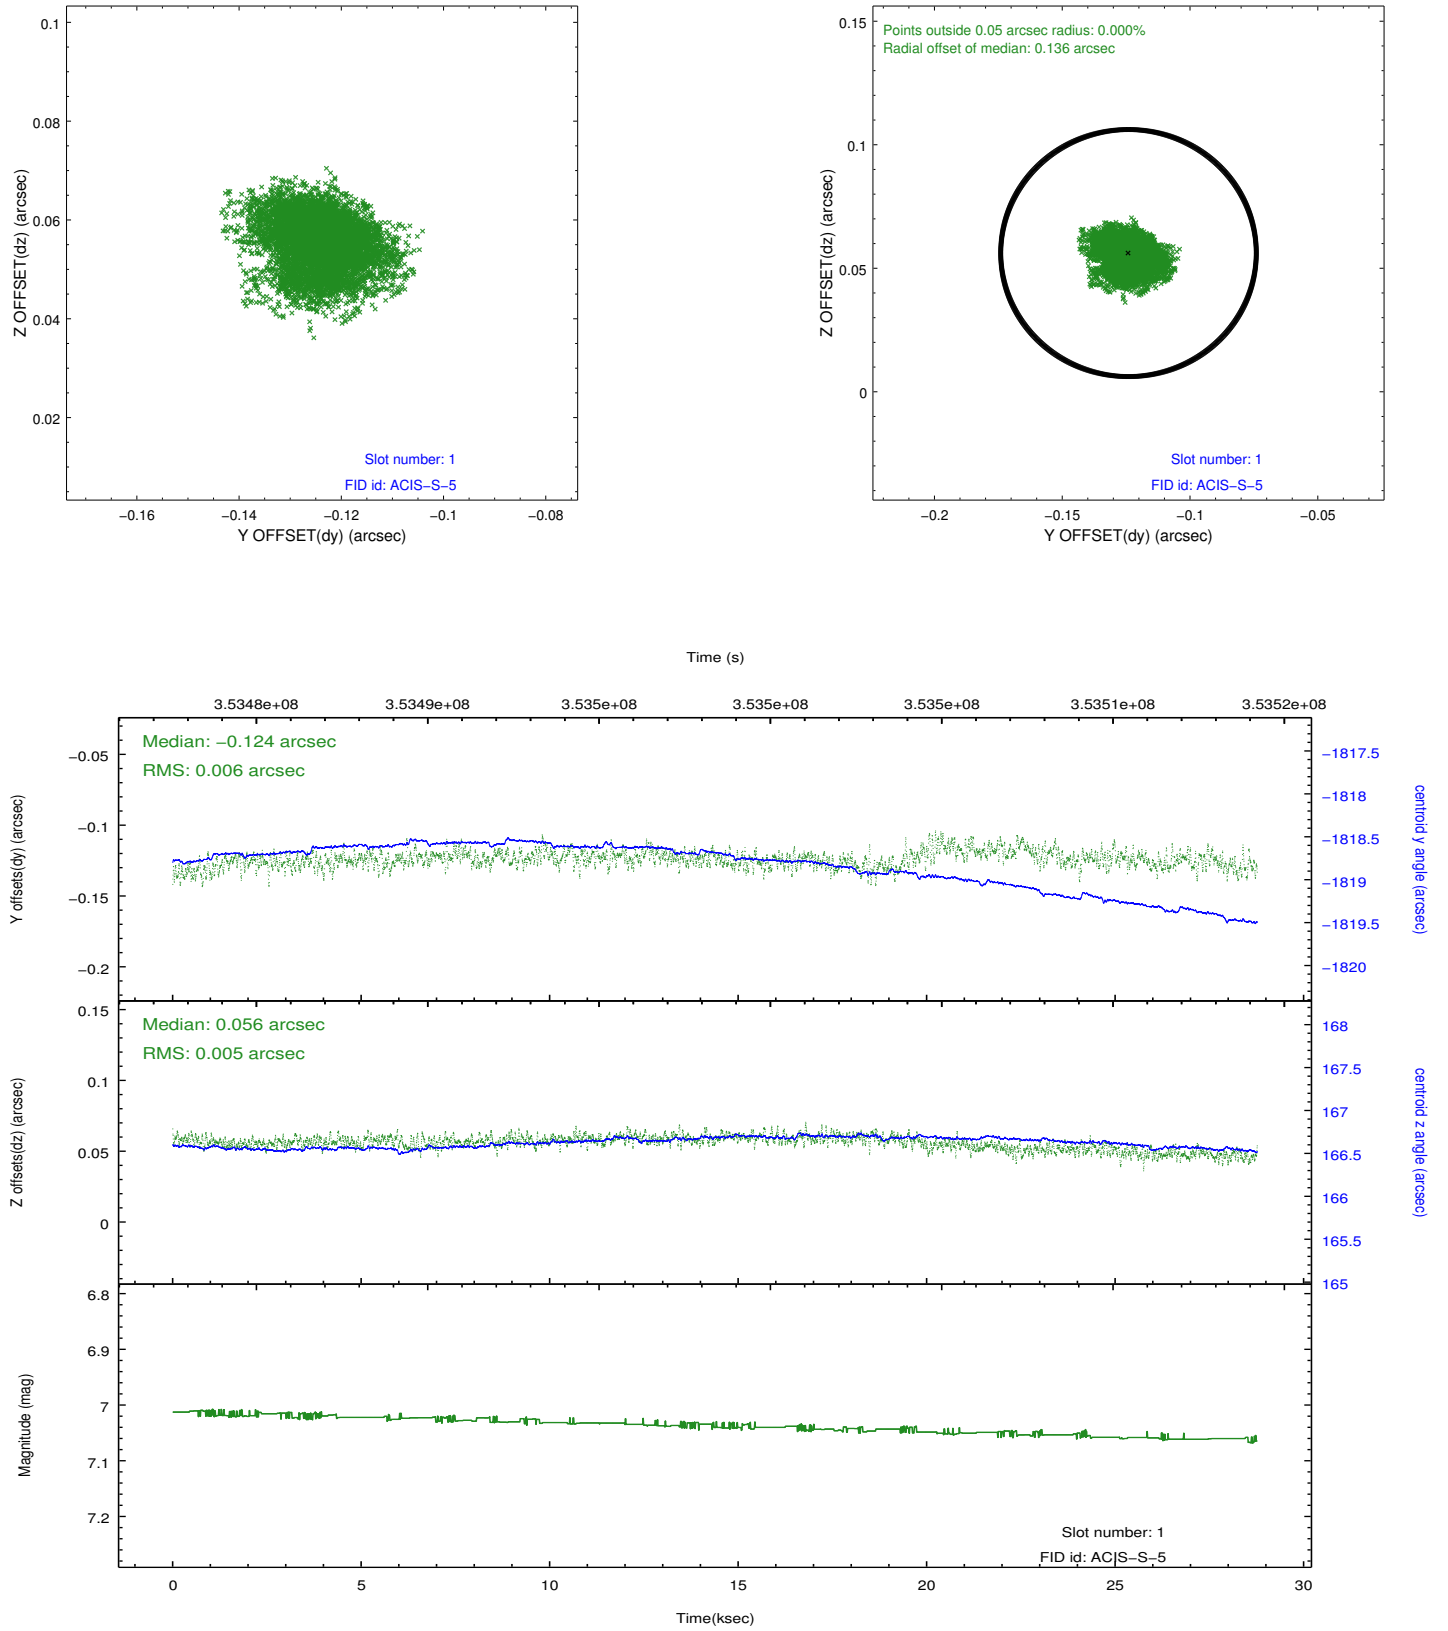 0.1
0.08
0.06
0.04
0.02
Z OFFSET(dz) (arcsec)
Slot number: 1
FID id: ACIS−S−5
−0.16
−0.14
−0.12
−0.1
−0.08
Y OFFSET(dy) (arcsec)
0.15
0.1
0.05
0
Z OFFSET(dz) (arcsec)
Points outside 0.05 arcsec radius: 0.000%
Radial offset of median: 0.136 arcsec
Slot number: 1
FID id: ACIS−S−5
−0.2
−0.15
−0.1
−0.05
Y OFFSET(dy) (arcsec)
Time (s)
3.5348e+08
3.5349e+08
3.535e+08
3.535e+08
3.535e+08
3.5351e+08
3.5352e+08
Median: −0.124 arcsec
RMS: 0.006 arcsec
−0.05
−0.1
−0.15
−0.2
Y offsets(dy) (arcsec)
−1817.5
−1818
−1818.5
−1819
−1819.5
−1820
centroid y angle (arcsec)
Median: 0.056 arcsec
RMS: 0.005 arcsec
0.15
0.1
0.05
0
Z offsets(dz) (arcsec)
168
167.5
167
166.5
166
165.5
165
centroid z angle (arcsec)
6.8
6.9
7
7.1
7.2
Magnitude (mag)
Slot number: 1
FID id: ACIS−S−5
0
5
10
15
20
25
30
Time(ksec)